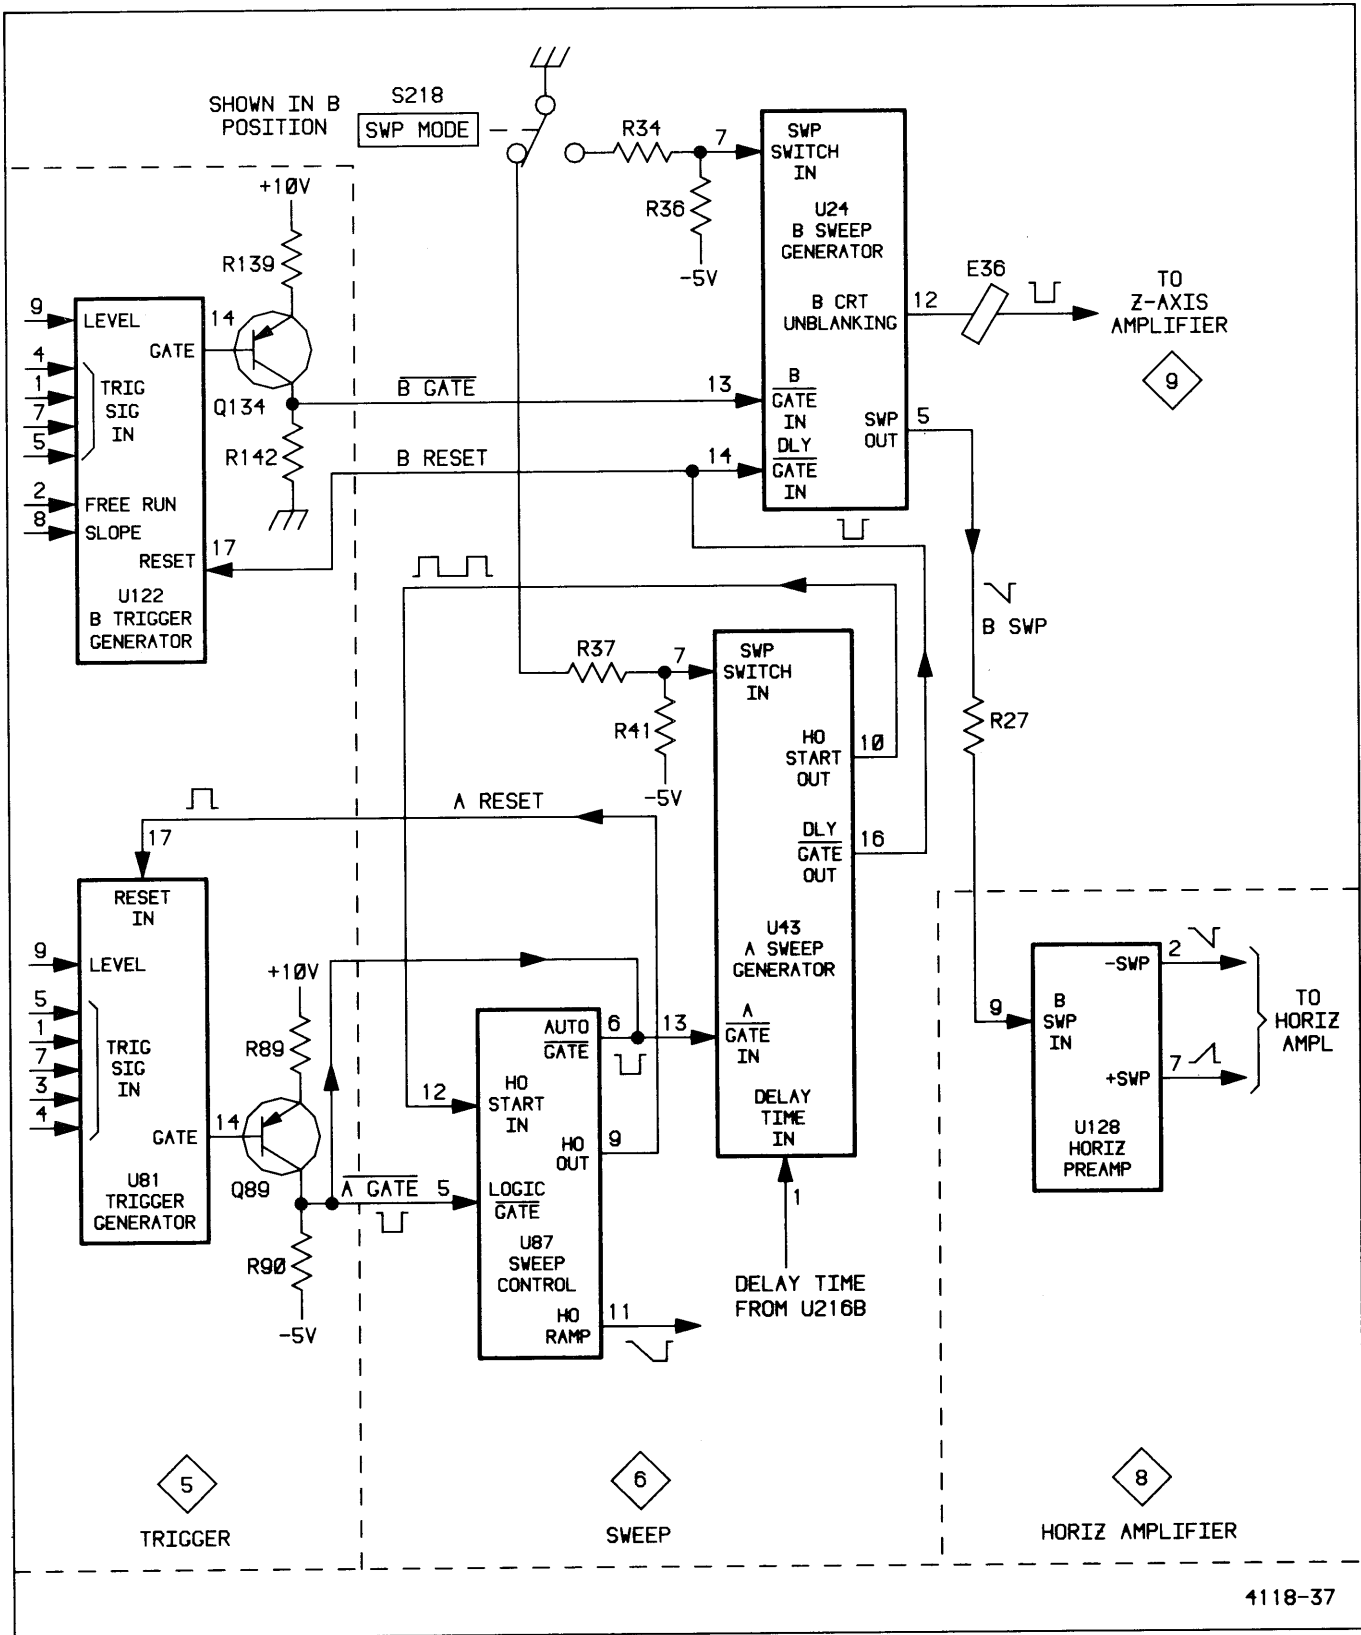 SHOWN IN B
POSITION
S218
SWP MODE
R34
7
SWP
SWITCH
IN
R36
-5V
U24
B SWEEP
GENERATOR
B CRT
UNBLANKING
12
E36
TO
Z-AXIS
AMPLIFIER
9
+10V
R139
9
LEVEL
14
GATE
4
1
7
5
TRIG
SIG
IN
Q134
R142
2
FREE RUN
8
SLOPE
17
RESET
U122
B TRIGGER
GENERATOR
B GATE
13
B
GATE
IN
B RESET
14
DLY
GATE
IN
SWP
OUT
5
B SWP
R27
R37
7
SWP
SWITCH
IN
R41
-5V
HO
START
OUT
10
DLY
GATE
OUT
16
U43
A SWEEP
GENERATOR
A RESET
17
RESET
IN
9
LEVEL
5
1
7
3
4
TRIG
SIG
IN
+10V
R89
14
GATE
U81
TRIGGER
GENERATOR
Q89
R90
-5V
A GATE
5
AUTO
GATE
6
13
A
GATE
IN
12
HO
START
IN
HO
OUT
9
LOGIC
GATE
U87
SWEEP
CONTROL
HO
RAMP
11
DELAY
TIME
IN
1
DELAY TIME
FROM U216B
9
B
SWP
IN
-SWP
2
+SWP
7
U128
HORIZ
PREAMP
TO
HORIZ
AMPL
5
TRIGGER
6
SWEEP
8
HORIZ AMPLIFIER
4118-37